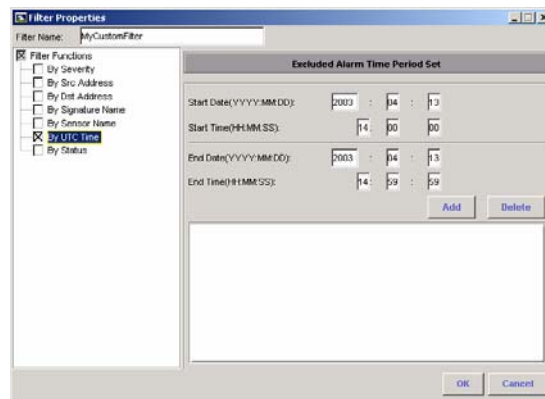 Filter Properties
Filter Name: MyCustomFilter
Filter Functions
By Severity
By Src Address
By Dst Address
By Signature Name
By Sensor Name
By UTC Time
By Status
Excluded Alarm Time Period Set
Start Date(YYYY:MM:DD): 2003 : 04 : 13
Start Time(HH:MM:SS): 14: 00 00
End Date(YYYY:MM:DD): 2003 : 04 : 13
End Time(HH:MM:SS): 14: 59 : 59
Add Delete
OK Cancel